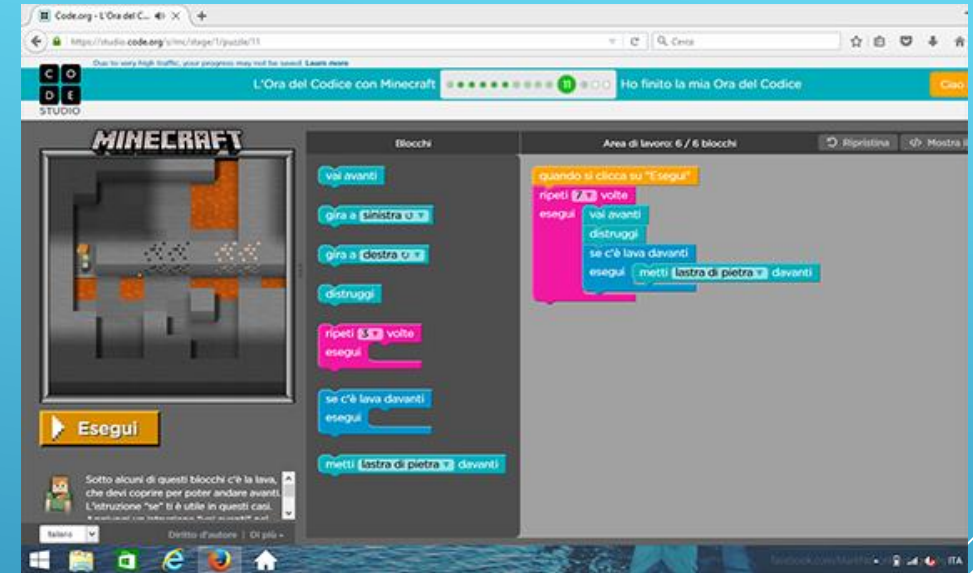 Code.org - L'Ora del C...
https://studio.code.org/s/mc/stage/1/puzzle/11
Cerca
Due to very high traffic, your progress may not be saved. Learn more
CODE
STUDIO
L'Ora del Codice con Minecraft
11
Ho finito la mia Ora del Codice
Ciao
MINECRAFT
Blocchi
Area di lavoro: 6 / 6 blocchi
Ripristina
Mostra il
vai avanti
gira a sinistra
gira a destra
distruggi
ripeti 3 volte
esegui
se c'è lava davanti
esegui
metti lastra di pietra davanti
quando si clicca su "Esegui"
ripeti 7 volte
esegui vai avanti
distruggi
se c'è lava davanti
esegui metti lastra di pietra davanti
Esegui
Sotto alcuni di questi blocchi c'è la lava,
che devi coprire per poter andare avanti.
L'istruzione "se" ti è utile in questi casi.
Italiano
Diritto d'autore | Di più
ITA